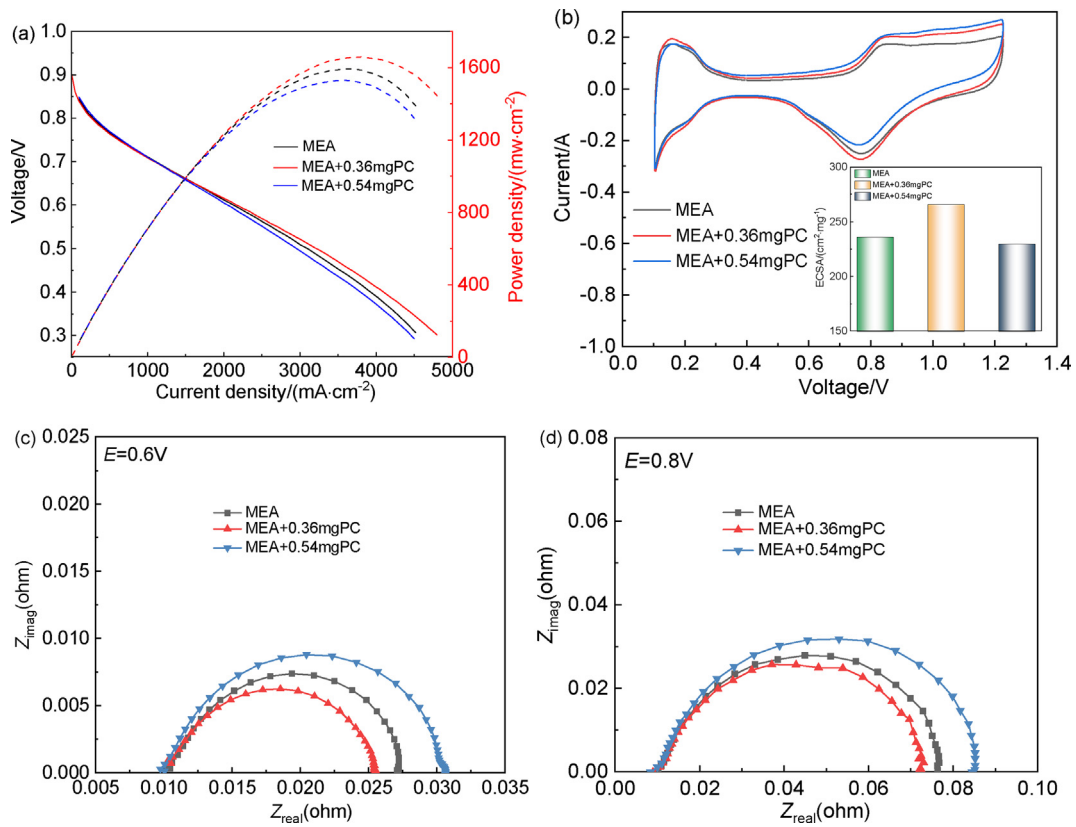 (a)
1.0
0.9
0.8
0.7
0.6
0.5
0.4
0.3
Voltage/V
0
1000
2000
3000
4000
5000
Current density/(mA·cm-2)
1600
1200
800
400
0
Power density/(mw·cm-2)
MEA
MEA+0.36mgPC
MEA+0.54mgPC
(b)
0.2
0.0
-0.2
-0.4
-0.6
-0.8
-1.0
Current/A
0.0
0.2
0.4
0.6
0.8
1.0
1.2
1.4
Voltage/V
MEA
MEA+0.36mgPC
MEA+0.54mgPC
300
250
200
150
ECSA/(cm2·mg-1)
MEA
MEA+0.36mgPC
MEA+0.54mgPC
(c)
E=0.6V
0.025
0.020
0.015
0.010
0.005
0.000
Zimag(ohm)
0.005
0.010
0.015
0.020
0.025
0.030
0.035
Zreal(ohm)
MEA
MEA+0.36mgPC
MEA+0.54mgPC
(d)
E=0.8V
0.08
0.06
0.04
0.02
0.00
Zimag(ohm)
0.00
0.02
0.04
0.06
0.08
0.10
Zreal(ohm)
MEA
MEA+0.36mgPC
MEA+0.54mgPC